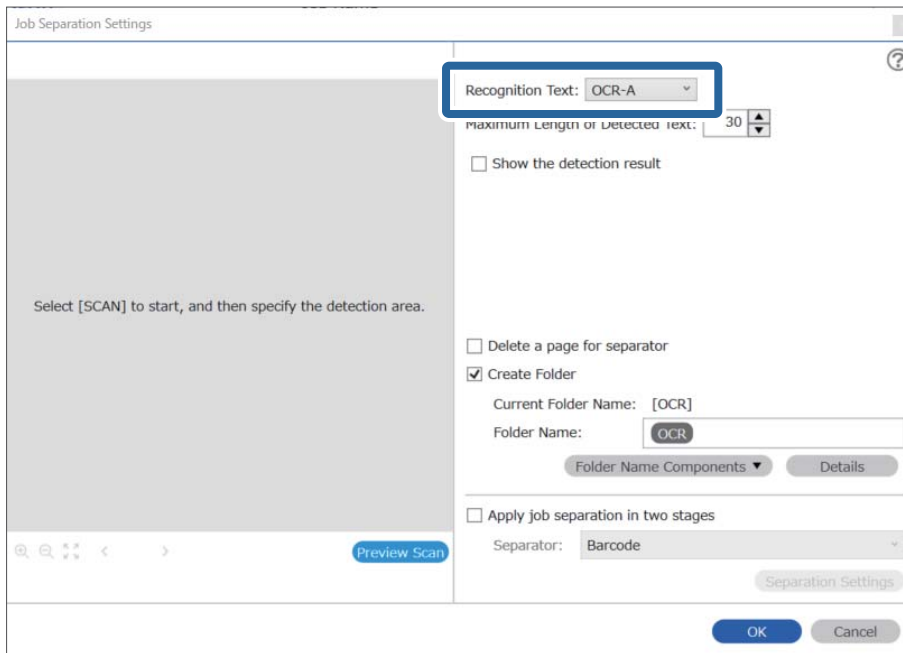 Job Separation Settings
Recognition Text: OCR-A
Maximum Length of Detected Text: 30
Show the detection result
Select [SCAN] to start, and then specify the detection area.
Delete a page for separator
Create Folder
Current Folder Name: [OCR]
Folder Name: OCR
Folder Name Components ▼ Details
Apply job separation in two stages
Separator: Barcode
Preview Scan
Separation Settings
OK Cancel